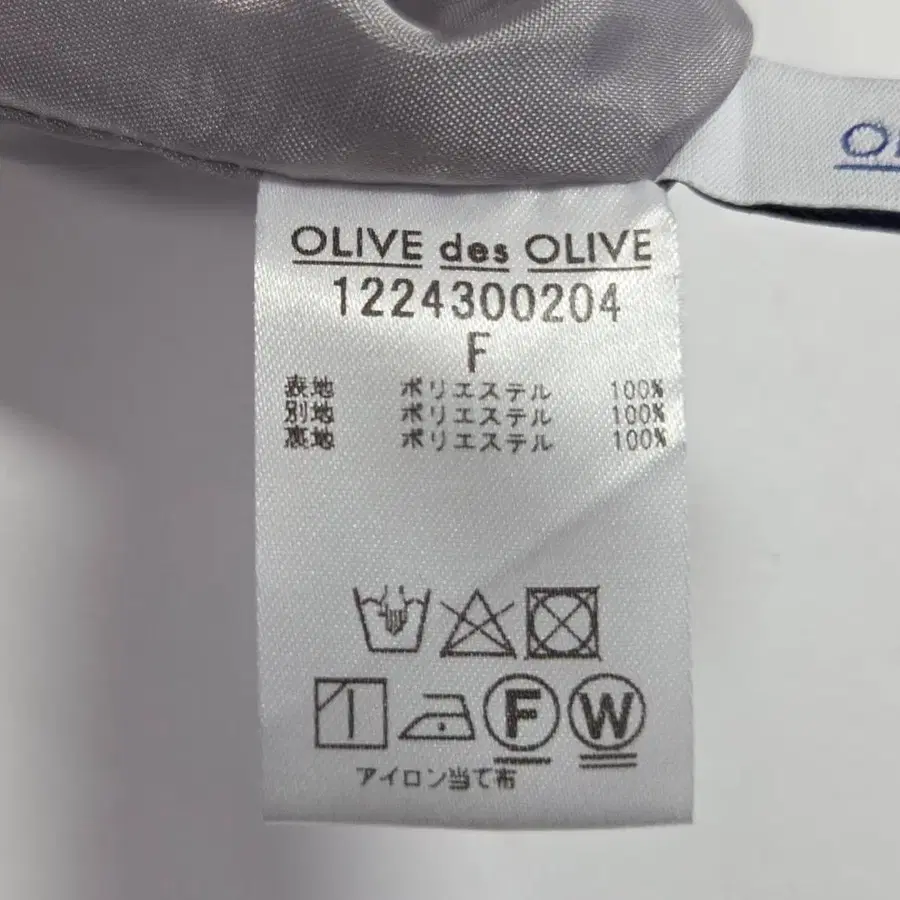 OLIVE des OLIVE
1224300204
F
表地 ポリエステル 100%
別地 ポリエステル 100%
裏地 ポリエステル 100%
F W
アイロン当て布